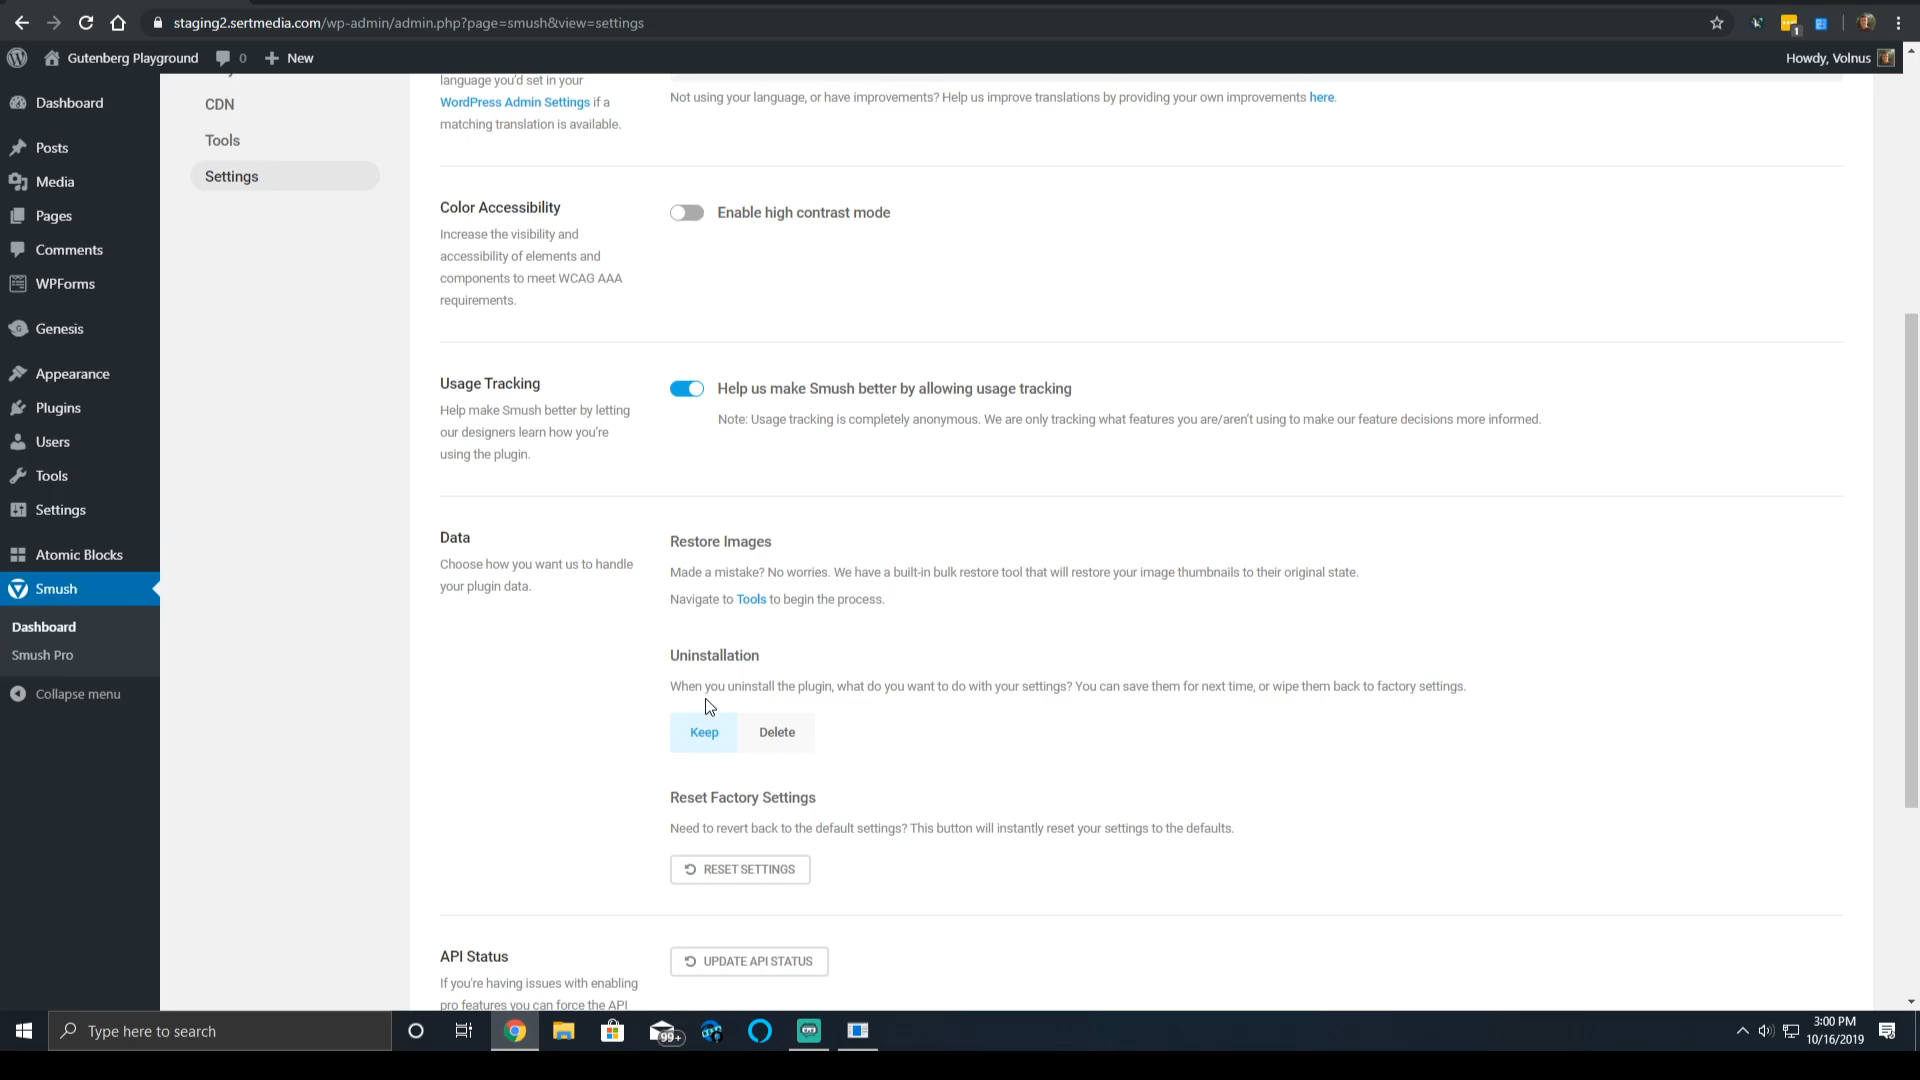 staging2.sertmedia.com/wp-admin/admin.php?page=smush&view=settings
1
Gutenberg Playground
0
New
Howdy, Volnus
Dashboard
Posts
Media
Pages
Comments
WPForms
Genesis
Appearance
Plugins
Users
Tools
Settings
Atomic Blocks
Smush
Dashboard
Smush Pro
Collapse menu
CDN
Tools
Settings
language you'd set in your
WordPress Admin Settings if a
matching translation is available.
Not using your language, or have improvements? Help us improve translations by providing your own improvements here.
Color Accessibility
Increase the visibility and
accessibility of elements and
components to meet WCAG AAA
requirements.
Enable high contrast mode
Usage Tracking
Help make Smush better by letting
our designers learn how you're
using the plugin.
Help us make Smush better by allowing usage tracking
Note: Usage tracking is completely anonymous. We are only tracking what features you are/aren't using to make our feature decisions more informed.
Data
Choose how you want us to handle
your plugin data.
Restore Images
Made a mistake? No worries. We have a built-in bulk restore tool that will restore your image thumbnails to their original state.
Navigate to Tools to begin the process.
Uninstallation
When you uninstall the plugin, what do you want to do with your settings? You can save them for next time, or wipe them back to factory settings.
Keep
Delete
Reset Factory Settings
Need to revert back to the default settings? This button will instantly reset your settings to the defaults.
RESET SETTINGS
API Status
If you're having issues with enabling
pro features you can force the API
UPDATE API STATUS
Type here to search
99+
3:00 PM
10/16/2019